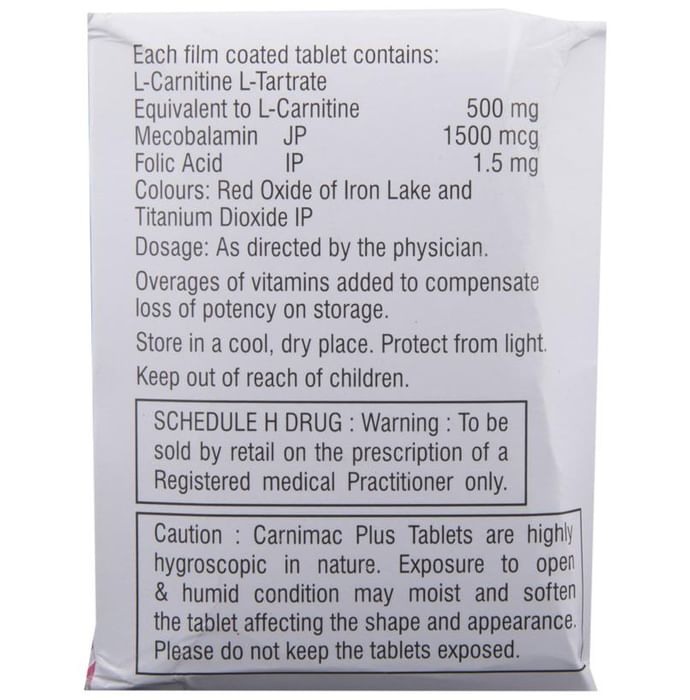 Each film coated tablet contains:
L-Carnitine L-Tartrate
Equivalent to L-Carnitine 500 mg
Mecobalamin JP 1500 mcg
Folic Acid IP 1.5 mg
Colours: Red Oxide of Iron Lake and
Titanium Dioxide IP
Dosage: As directed by the physician.
Overages of vitamins added to compensate
loss of potency on storage.
Store in a cool, dry place. Protect from light.
Keep out of reach of children.
SCHEDULE H DRUG : Warning : To be
sold by retail on the prescription of a
Registered medical Practitioner only.
Caution : Carnimac Plus Tablets are highly
hygroscopic in nature. Exposure to open
& humid condition may moist and soften
the tablet affecting the shape and appearance.
Please do not keep the tablets exposed.